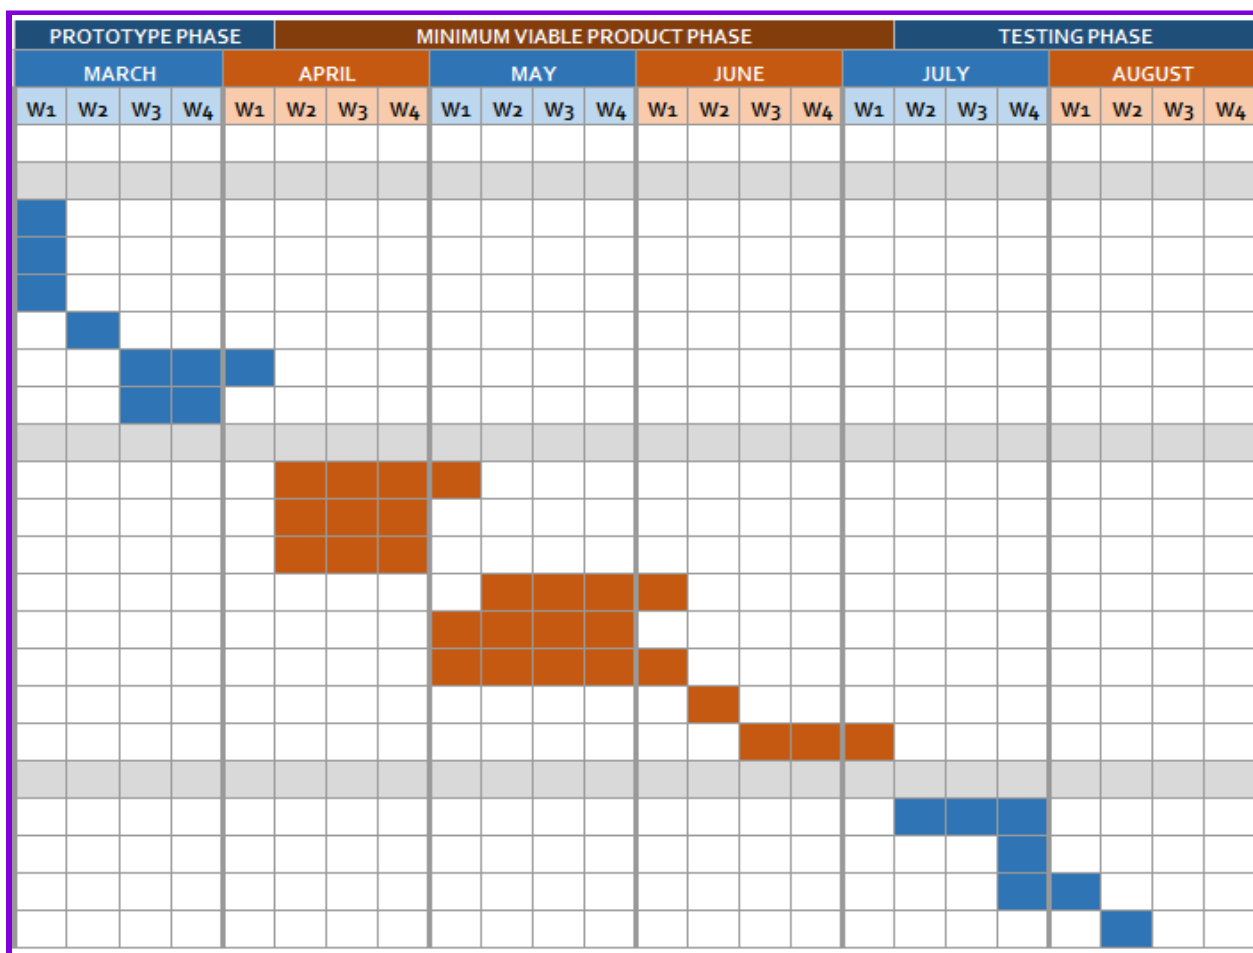 PROTOTYPE PHASE MINIMUM VIABLE PRODUCT PHASE TESTING PHASE
MARCH APRIL MAY JUNE JULY AUGUST
W1 W2 W3 W4 W1 W2 W3 W4 W1 W2 W3 W4 W1 W2 W3 W4 W1 W2 W3 W4 W1 W2 W3 W4